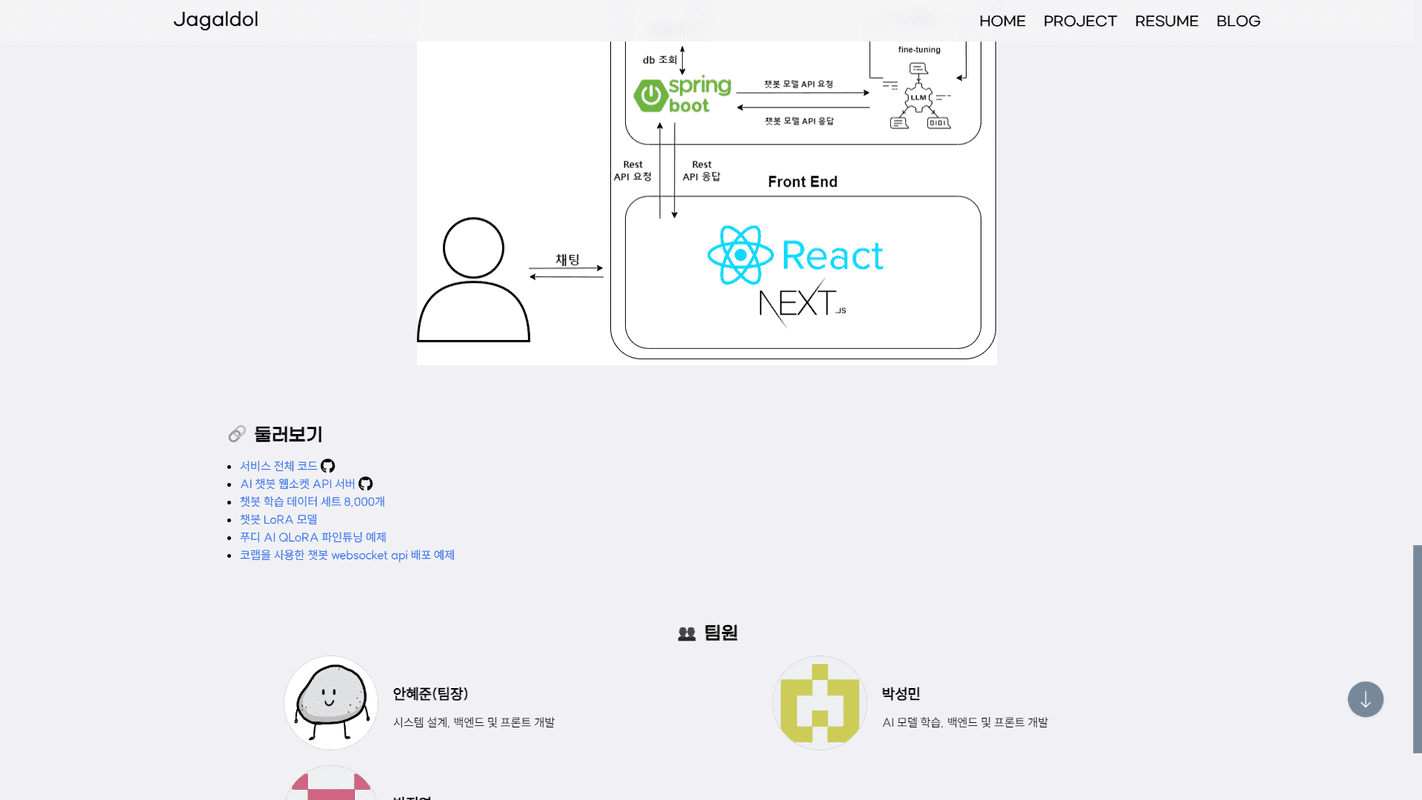 Jagaldol
HOME PROJECT RESUME BLOG
fine-tuning
db 조회
spring
boot
챗봇 모델 API 요청
LLM
챗봇 모델 API 응답
Rest
API 요청
Rest
API 응답
Front End
React
NEXT.JS
채팅
🔗 둘러보기
• 서비스 전체 코드
• AI 챗봇 웹소켓 API 서버
• 챗봇 학습 데이터 세트 8,000개
• 챗봇 LoRA 모델
• 푸디 AI QLoRA 파인튜닝 예제
• 코랩을 사용한 챗봇 websocket api 배포 예제
👥 팀원
안혜준(팀장)
시스템 설계, 백엔드 및 프론트 개발
박성민
AI 모델 학습, 백엔드 및 프론트 개발